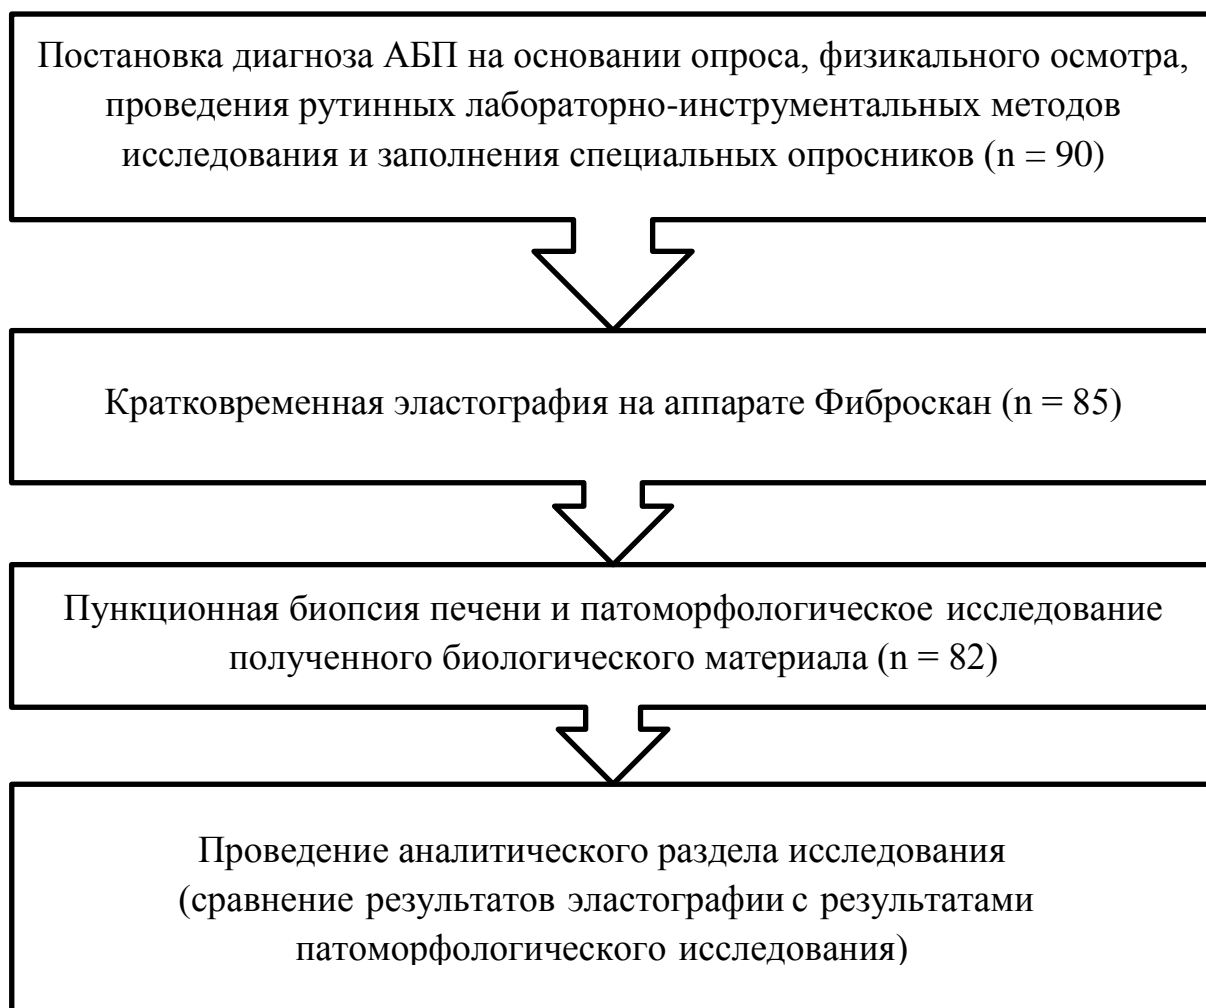 Постановка диагноза АБП на основании опроса, физикального осмотра,
проведения рутинных лабораторно-инструментальных методов
исследования и заполнения специальных опросников (n = 90)
Кратковременная эластография на аппарате Фиброскан (n = 85)
Пункционная биопсия печени и патоморфологическое исследование
полученного биологического материала (n = 82)
Проведение аналитического раздела исследования
(сравнение результатов эластографии с результатами
патоморфологического исследования)